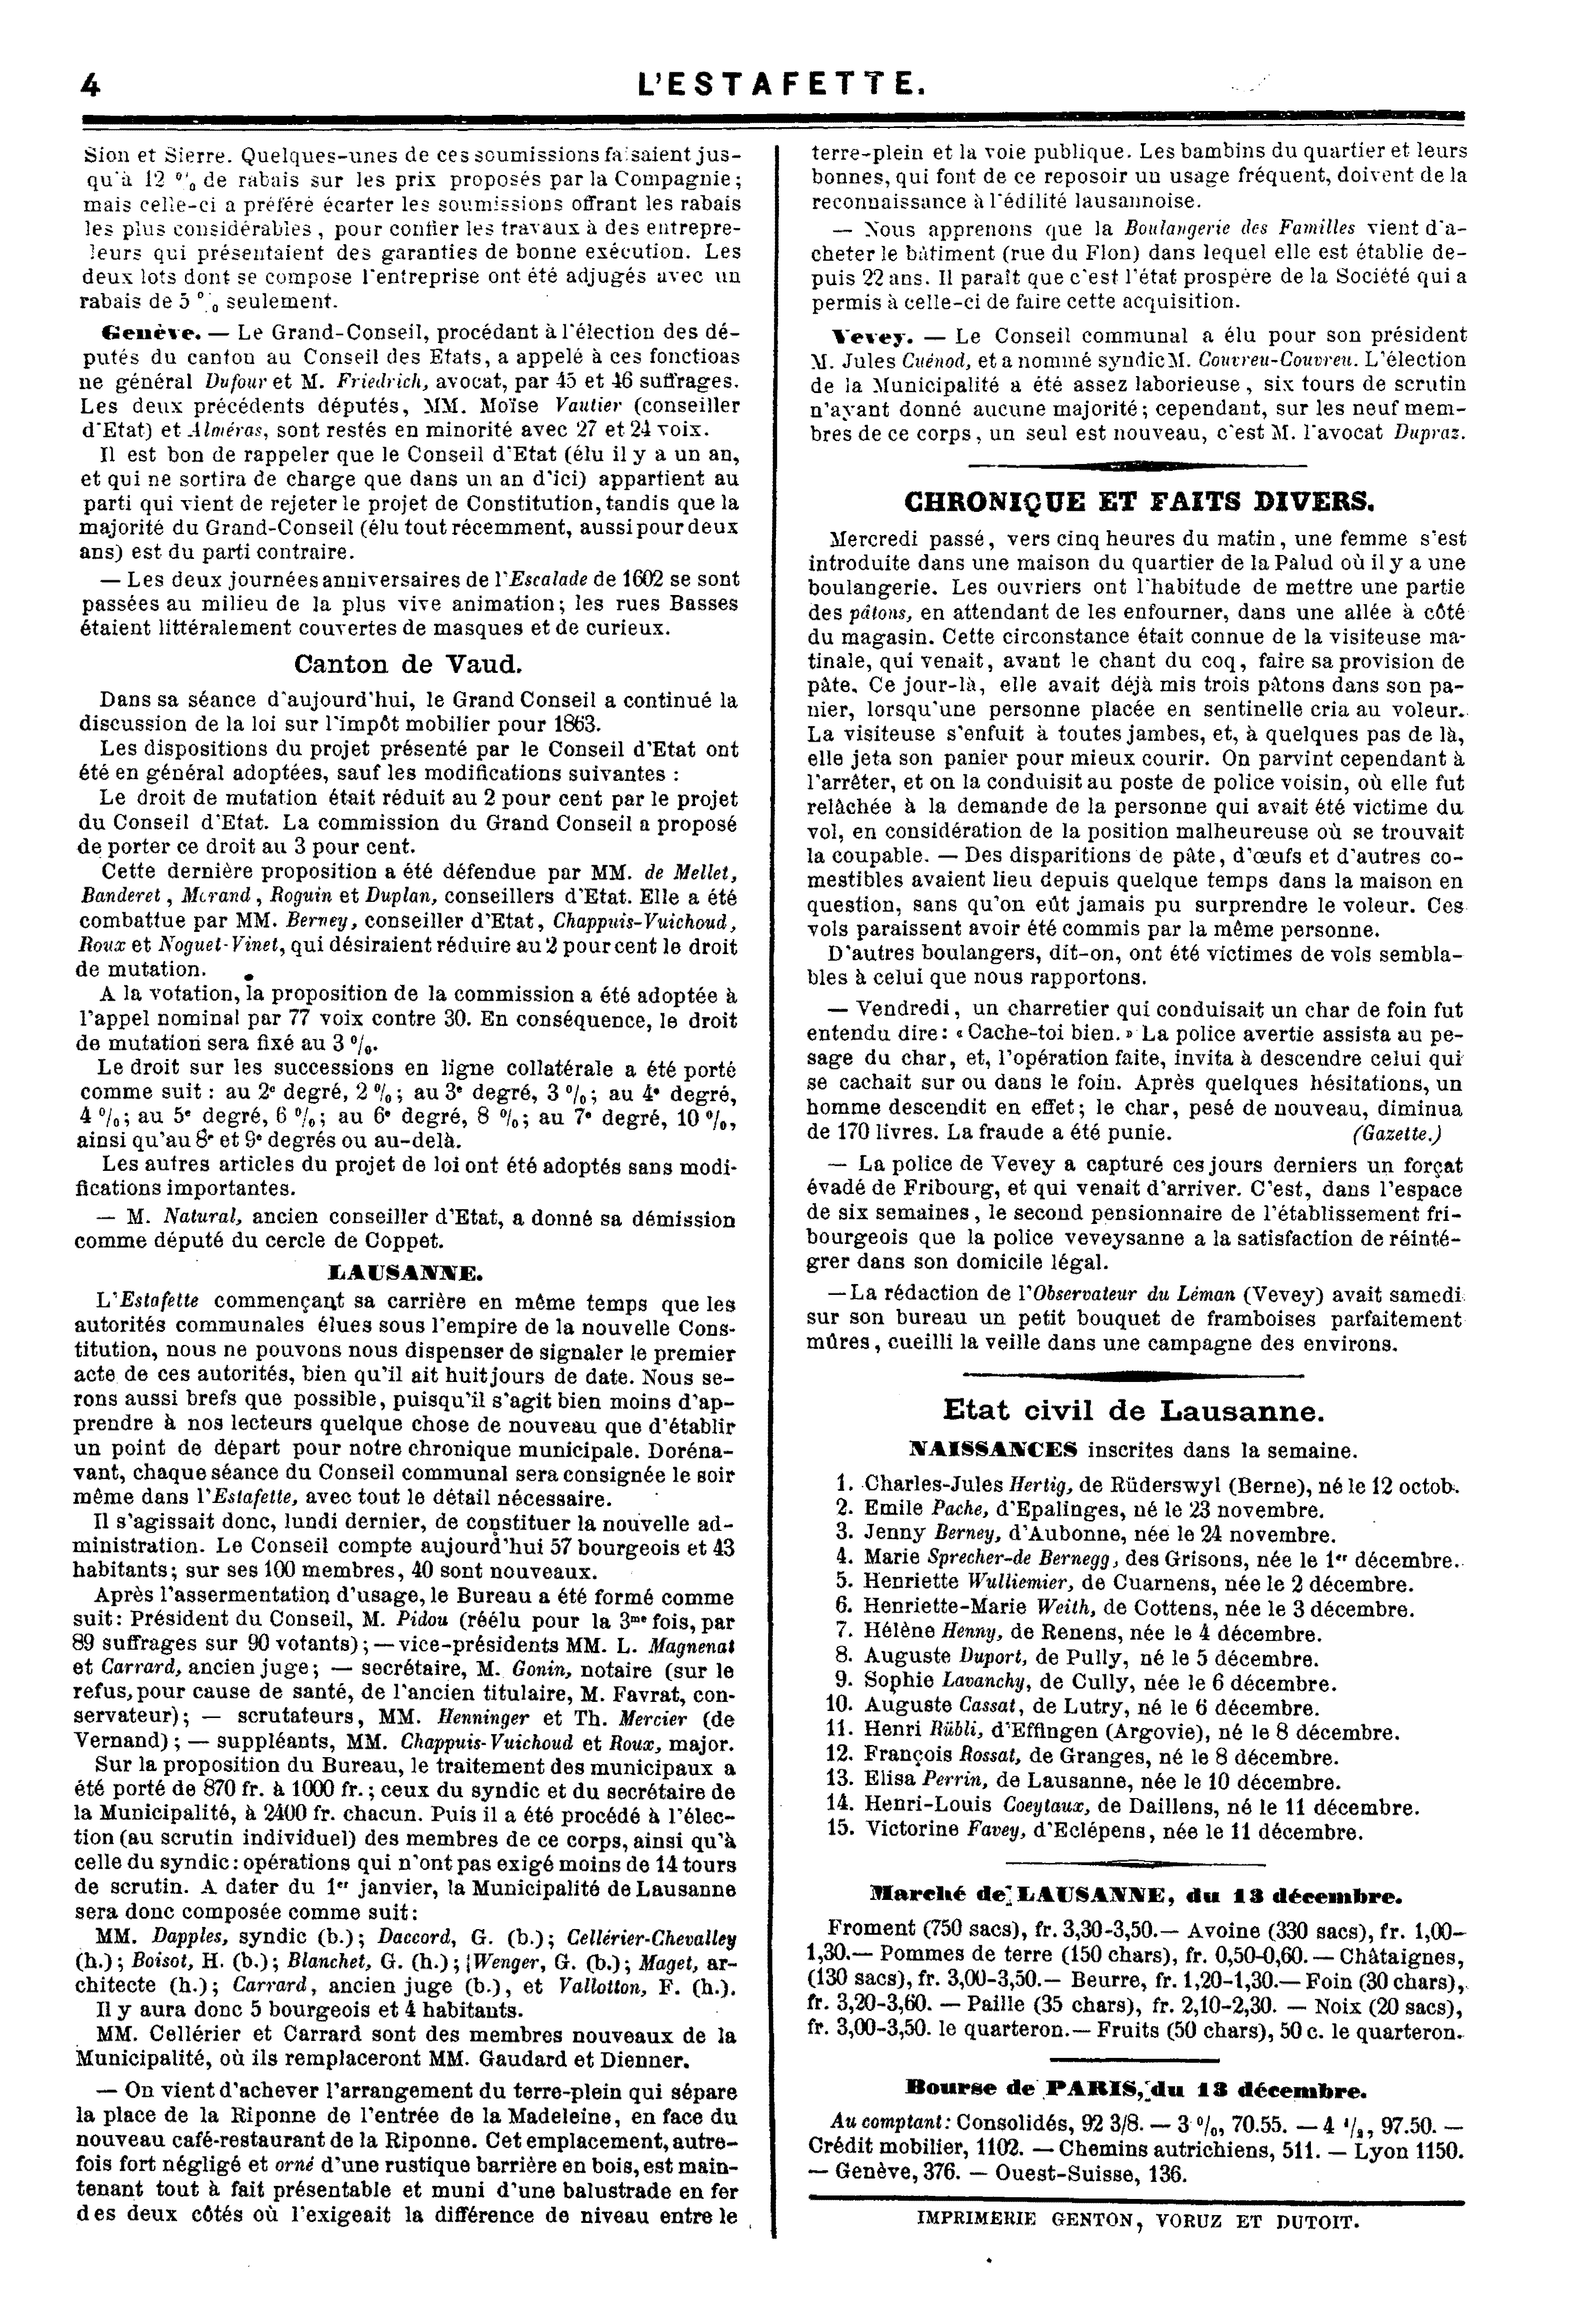 4
L'ESTAFETTE.
Sion et Sierre. Quelques-unes de ces soumissions faisaient jus-
qu'à 12 % de rabais sur les prix proposés par la Compagnie;
mais celle-ci a préféré écarter les soumissions offrant les rabais
les plus considérables, pour confier les travaux à des entrepre-
leurs qui présentaient des garanties de bonne exécution. Les
deux lots dont se compose l'entreprise ont été adjugés avec un
rabais de 5 % seulement.
Genève. — Le Grand-Conseil, procédant à l'élection des dé-
putés du canton au Conseil des Etats, a appelé à ces fonctioas
ne général Dufour et M. Friedrich, avocat, par 45 et 46 suffrages.
Les deux précédents députés, MM. Moïse Vautier (conseiller
d'Etat) et Alméras, sont restés en minorité avec 27 et 24 voix.
Il est bon de rappeler que le Conseil d'Etat (élu il y a un an,
et qui ne sortira de charge que dans un an d'ici) appartient au
parti qui vient de rejeter le projet de Constitution, tandis que la
majorité du Grand-Conseil (élu tout récemment, aussi pour deux
ans) est du parti contraire.
— Les deux journées anniversaires de l'Escalade de 1602 se sont
passées au milieu de la plus vive animation; les rues Basses
étaient littéralement couvertes de masques et de curieux.
Canton de Vaud.
Dans sa séance d'aujourd'hui, le Grand Conseil a continué la
discussion de la loi sur l'impôt mobilier pour 1863.
Les dispositions du projet présenté par le Conseil d'Etat ont
été en général adoptées, sauf les modifications suivantes :
Le droit de mutation était réduit au 2 pour cent par le projet
du Conseil d'Etat. La commission du Grand Conseil a proposé
de porter ce droit au 3 pour cent.
Cette dernière proposition a été défendue par MM. de Mellet,
Banderet, Morand, Roguin et Duplan, conseillers d'Etat. Elle a été
combattue par MM. Berney, conseiller d'Etat, Chappuis-Vuichoud,
Roux et Noguet-Vinet, qui désiraient réduire au 2 pour cent le droit
de mutation.
A la votation, la proposition de la commission a été adoptée à
l'appel nominal par 77 voix contre 30. En conséquence, le droit
de mutation sera fixé au 3 %.
Le droit sur les successions en ligne collatérale a été porté
comme suit : au 2e degré, 2 %; au 3e degré, 3 %; au 4e degré,
4 %; au 5e degré, 6 %; au 6e degré, 8 %; au 7e degré, 10 %,
ainsi qu'au 8e et 9e degrés ou au-delà.
Les autres articles du projet de loi ont été adoptés sans modi-
fications importantes.
— M. Natural, ancien conseiller d'Etat, a donné sa démission
comme député du cercle de Coppet.
LAUSANNE.
L'Estafette commençant sa carrière en même temps que les
autorités communales élues sous l'empire de la nouvelle Cons-
titution, nous ne pouvons nous dispenser de signaler le premier
acte de ces autorités, bien qu'il ait huit jours de date. Nous se-
rons aussi brefs que possible, puisqu'il s'agit bien moins d'ap-
prendre à nos lecteurs quelque chose de nouveau que d'établir
un point de départ pour notre chronique municipale. Doréna-
vant, chaque séance du Conseil communal sera consignée le soir
même dans l'Estafette, avec tout le détail nécessaire.
Il s'agissait donc, lundi dernier, de constituer la nouvelle ad-
ministration. Le Conseil compte aujourd'hui 57 bourgeois et 43
habitants; sur ses 100 membres, 40 sont nouveaux.
Après l'assermentation d'usage, le Bureau a été formé comme
suit: Président du Conseil, M. Pidou (réélu pour la 3me fois, par
89 suffrages sur 90 votants); — vice-présidents MM. L. Magnenat
et Carrard, ancien juge; — secrétaire, M. Gonin, notaire (sur le
refus, pour cause de santé, de l'ancien titulaire, M. Favrat, con-
servateur); — scrutateurs, MM. Henninger et Th. Mercier (de
Vernand); — suppléants, MM. Chappuis-Vuichoud et Roux, major.
Sur la proposition du Bureau, le traitement des municipaux a
été porté de 870 fr. à 1000 fr.; ceux du syndic et du secrétaire de
la Municipalité, à 2400 fr. chacun. Puis il a été procédé à l'élec-
tion (au scrutin individuel) des membres de ce corps, ainsi qu'à
celle du syndic: opérations qui n'ont pas exigé moins de 14 tours
de scrutin. A dater du 1er janvier, la Municipalité de Lausanne
sera donc composée comme suit:
MM. Dapples, syndic (b.); Daccord, G. (b.); Cellérier-Chevalley
(h.); Boisot, H. (b.); Blanchet, G. (h.); Wenger, G. (b.); Maget, ar-
chitecte (h.); Carrard, ancien juge (b.), et Vallotton, F. (h.).
Il y aura donc 5 bourgeois et 4 habitants.
MM. Cellérier et Carrard sont des membres nouveaux de la
Municipalité, où ils remplaceront MM. Gaudard et Dienner.
— On vient d'achever l'arrangement du terre-plein qui sépare
la place de la Riponne de l'entrée de la Madeleine, en face du
nouveau café-restaurant de la Riponne. Cet emplacement, autre-
fois fort négligé et orné d'une rustique barrière en bois, est main-
tenant tout à fait présentable et muni d'une balustrade en fer
des deux côtés où l'exigeait la différence de niveau entre le
terre-plein et la voie publique. Les bambins du quartier et leurs
bonnes, qui font de ce reposoir un usage fréquent, doivent de la
reconnaissance à l'édilité lausannoise.
— Nous apprenons que la Boulangerie des Familles vient d'a-
cheter le bâtiment (rue du Flon) dans lequel elle est établie de-
puis 22 ans. Il paraît que c'est l'état prospère de la Société qui a
permis à celle-ci de faire cette acquisition.
Vevey. — Le Conseil communal a élu pour son président
M. Jules Cuénod, et a nommé syndic M. Couvreu-Couvreu. L'élection
de la Municipalité a été assez laborieuse, six tours de scrutin
n'ayant donné aucune majorité; cependant, sur les neuf mem-
bres de ce corps, un seul est nouveau, c'est M. l'avocat Dupraz.
CHRONIQUE ET FAITS DIVERS.
Mercredi passé, vers cinq heures du matin, une femme s'est
introduite dans une maison du quartier de la Palud où il y a une
boulangerie. Les ouvriers ont l'habitude de mettre une partie
des pâtons, en attendant de les enfourner, dans une allée à côté
du magasin. Cette circonstance était connue de la visiteuse ma-
tinale, qui venait, avant le chant du coq, faire sa provision de
pâte. Ce jour-là, elle avait déjà mis trois pâtons dans son pa-
nier, lorsqu'une personne placée en sentinelle cria au voleur.
La visiteuse s'enfuit à toutes jambes, et, à quelques pas de là,
elle jeta son panier pour mieux courir. On parvint cependant à
l'arrêter, et on la conduisit au poste de police voisin, où elle fut
relâchée à la demande de la personne qui avait été victime du
vol, en considération de la position malheureuse où se trouvait
la coupable. — Des disparitions de pâte, d'œufs et d'autres co-
mestibles avaient lieu depuis quelque temps dans la maison en
question, sans qu'on eût jamais pu surprendre le voleur. Ces
vols paraissent avoir été commis par la même personne.
D'autres boulangers, dit-on, ont été victimes de vols sembla-
bles à celui que nous rapportons.
— Vendredi, un charretier qui conduisait un char de foin fut
entendu dire: « Cache-toi bien. » La police avertie assista au pe-
sage du char, et, l'opération faite, invita à descendre celui qui
se cachait sur ou dans le foin. Après quelques hésitations, un
homme descendit en effet; le char, pesé de nouveau, diminua
de 170 livres. La fraude a été punie. (Gazette.)
— La police de Vevey a capturé ces jours derniers un forçat
évadé de Fribourg, et qui venait d'arriver. C'est, dans l'espace
de six semaines, le second pensionnaire de l'établissement fri-
bourgeois que la police veveysanne a la satisfaction de réinté-
grer dans son domicile légal.
— La rédaction de l'Observateur du Léman (Vevey) avait samedi
sur son bureau un petit bouquet de framboises parfaitement
mûres, cueilli la veille dans une campagne des environs.
Etat civil de Lausanne.
NAISSANCES inscrites dans la semaine.
1. Charles-Jules Hertig, de Rüderswyl (Berne), né le 12 octob.
2. Emile Pache, d'Epalinges, né le 23 novembre.
3. Jenny Berney, d'Aubonne, née le 24 novembre.
4. Marie Sprecher-de Bernegg, des Grisons, née le 1er décembre.
5. Henriette Wulliemier, de Cuarnens, née le 2 décembre.
6. Henriette-Marie Weith, de Cottens, née le 3 décembre.
7. Hélène Henny, de Renens, née le 4 décembre.
8. Auguste Duport, de Pully, né le 5 décembre.
9. Sophie Lavanchy, de Cully, née le 6 décembre.
10. Auguste Cassat, de Lutry, né le 6 décembre.
11. Henri Rübli, d'Effingen (Argovie), né le 8 décembre.
12. François Rossat, de Granges, né le 8 décembre.
13. Elisa Perrin, de Lausanne, née le 10 décembre.
14. Henri-Louis Coeytaux, de Daillens, né le 11 décembre.
15. Victorine Favey, d'Eclépens, née le 11 décembre.
Marché de LAUSANNE, du 13 décembre.
Froment (750 sacs), fr. 3,30-3,50.— Avoine (330 sacs), fr. 1,00-
1,30.— Pommes de terre (150 chars), fr. 0,50-0,60. — Châtaignes,
(130 sacs), fr. 3,00-3,50.— Beurre, fr. 1,20-1,30.— Foin (30 chars),
fr. 3,20-3,60. — Paille (35 chars), fr. 2,10-2,30. — Noix (20 sacs),
fr. 3,00-3,50. le quarteron.— Fruits (50 chars), 50 c. le quarteron.
Bourse de PARIS, du 13 décembre.
Au comptant: Consolidés, 92 3/8. — 3 %, 70.55. — 4 1/2, 97.50. —
Crédit mobilier, 1102. — Chemins autrichiens, 511. — Lyon 1150.
— Genève, 376. — Ouest-Suisse, 136.
IMPRIMERIE GENTON, VORUZ ET DUTOIT.